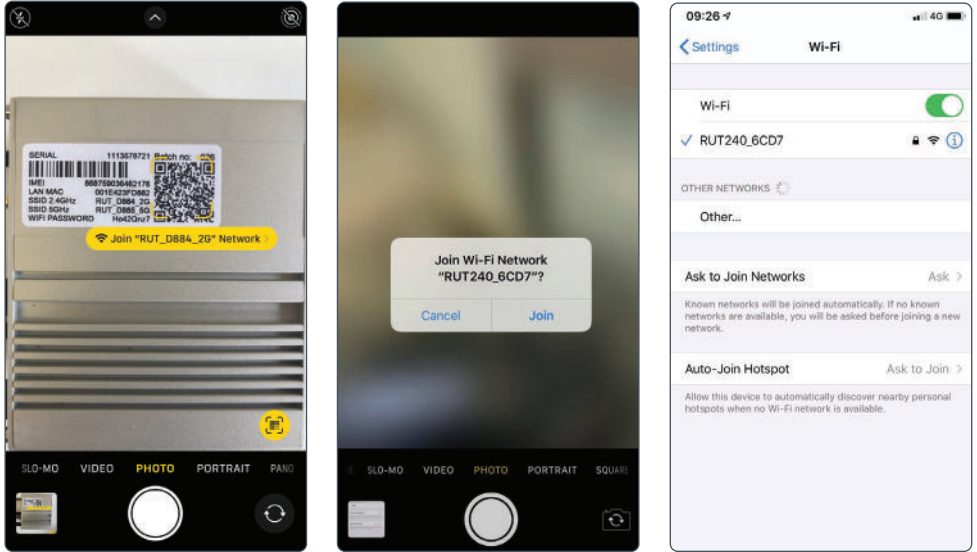 SERIAL 1113578721 Batch no: 026
IMEI 868759036462176
LAN MAC 001E423FD882
SSID 2.4GHz RUT_D884_2G
SSID 5GHz RUT_D885_5G
WIFI PASSWORD
Join "RUT_D884_2G" Network
SLO-MO VIDEO PHOTO PORTRAIT PANO
Join Wi-Fi Network
"RUT240_6CD7"?
Cancel Join
SLO-MO VIDEO PHOTO PORTRAIT SQUARE
09:26 4G
Settings Wi-Fi
Wi-Fi
RUT240_6CD7
OTHER NETWORKS
Other...
Ask to Join Networks Ask
Known networks will be joined automatically. If no known
networks are available, you will be asked before joining a new
network.
Auto-Join Hotspot Ask to Join
Allow this device to automatically discover nearby personal
hotspots when no Wi-Fi network is available.